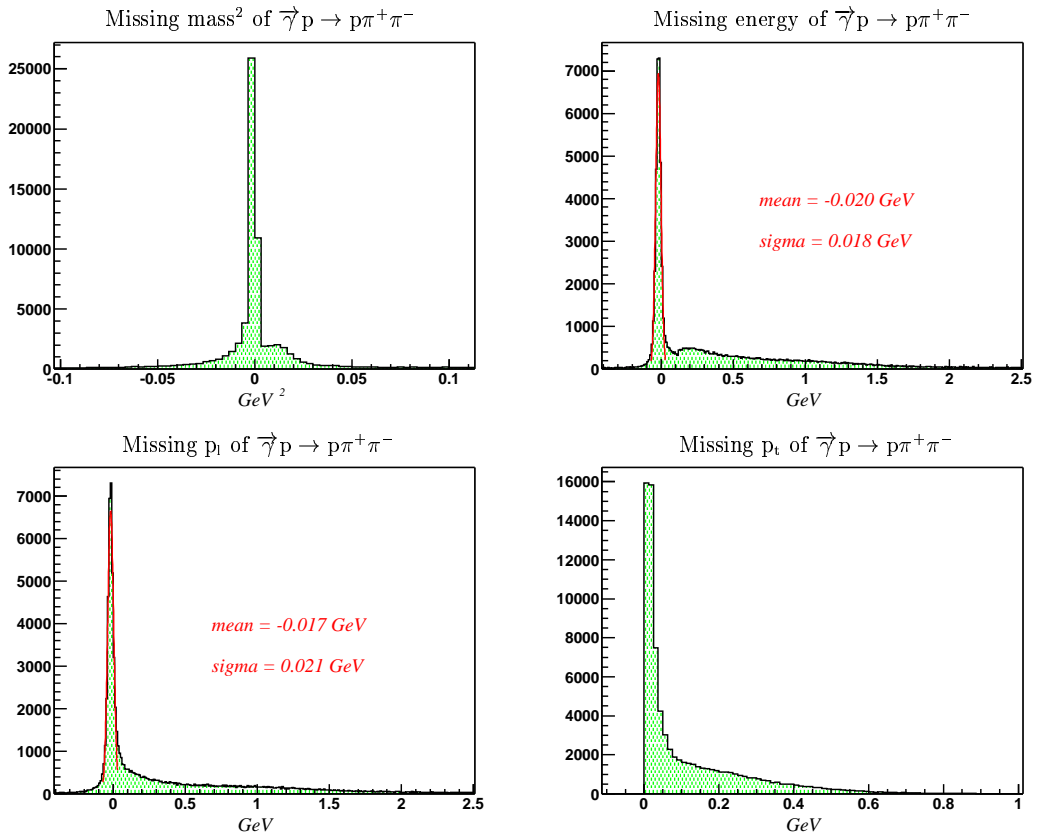 Missing mass² of γ⃗ p → pπ⁺π⁻
25000
20000
15000
10000
5000
0
-0.1 -0.05 0 0.05 0.1
GeV ²
Missing energy of γ⃗ p → pπ⁺π⁻
7000
6000
5000
4000
3000
2000
1000
0
mean = -0.020 GeV
sigma = 0.018 GeV
0 0.5 1 1.5 2 2.5
GeV
Missing pₗ of γ⃗ p → pπ⁺π⁻
7000
6000
5000
4000
3000
2000
1000
0
mean = -0.017 GeV
sigma = 0.021 GeV
0 0.5 1 1.5 2 2.5
GeV
Missing pₜ of γ⃗ p → pπ⁺π⁻
16000
14000
12000
10000
8000
6000
4000
2000
0
0 0.2 0.4 0.6 0.8 1
GeV